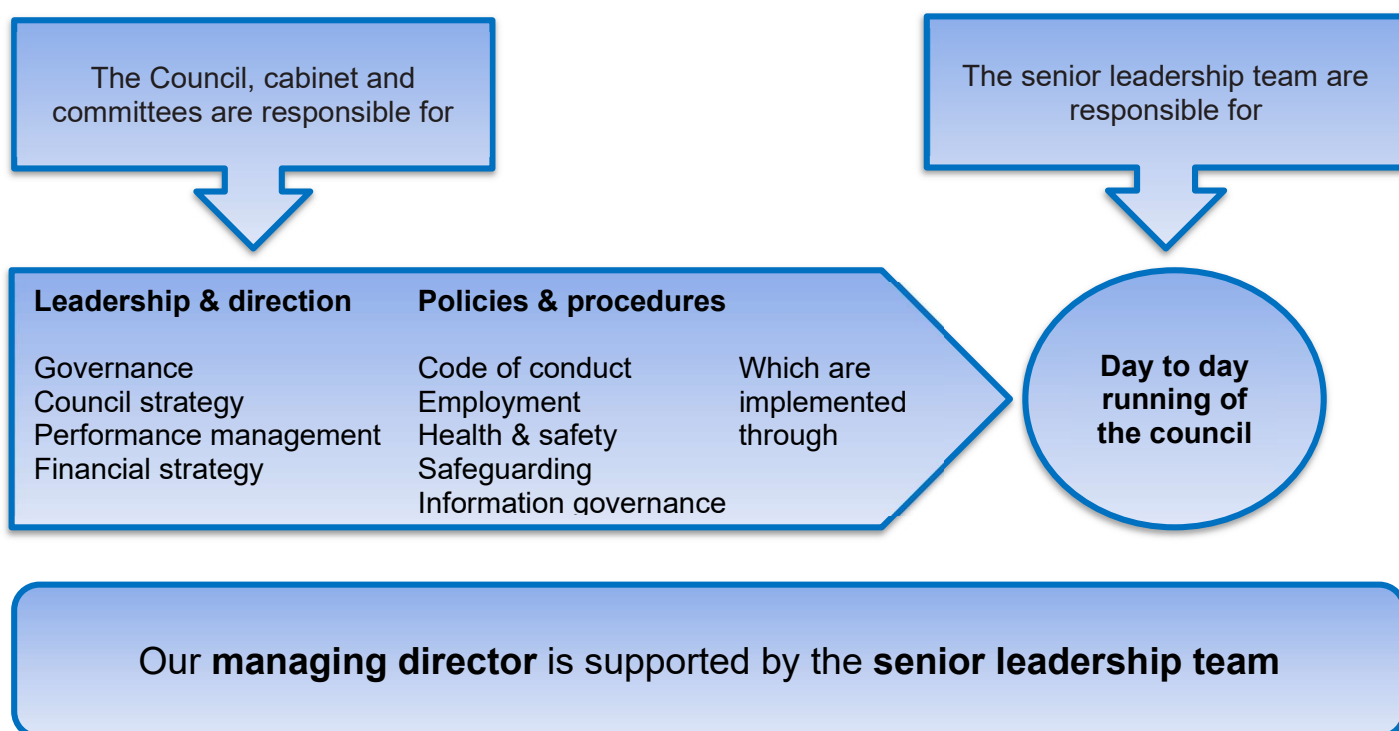 The Council, cabinet and
committees are responsible for
The senior leadership team are
responsible for
Leadership & direction
Governance
Council strategy
Performance management
Financial strategy
Policies & procedures
Code of conduct
Employment
Health & safety
Safeguarding
Information governance
Which are
implemented
through
Day to day
running of
the council
Our managing director is supported by the senior leadership team